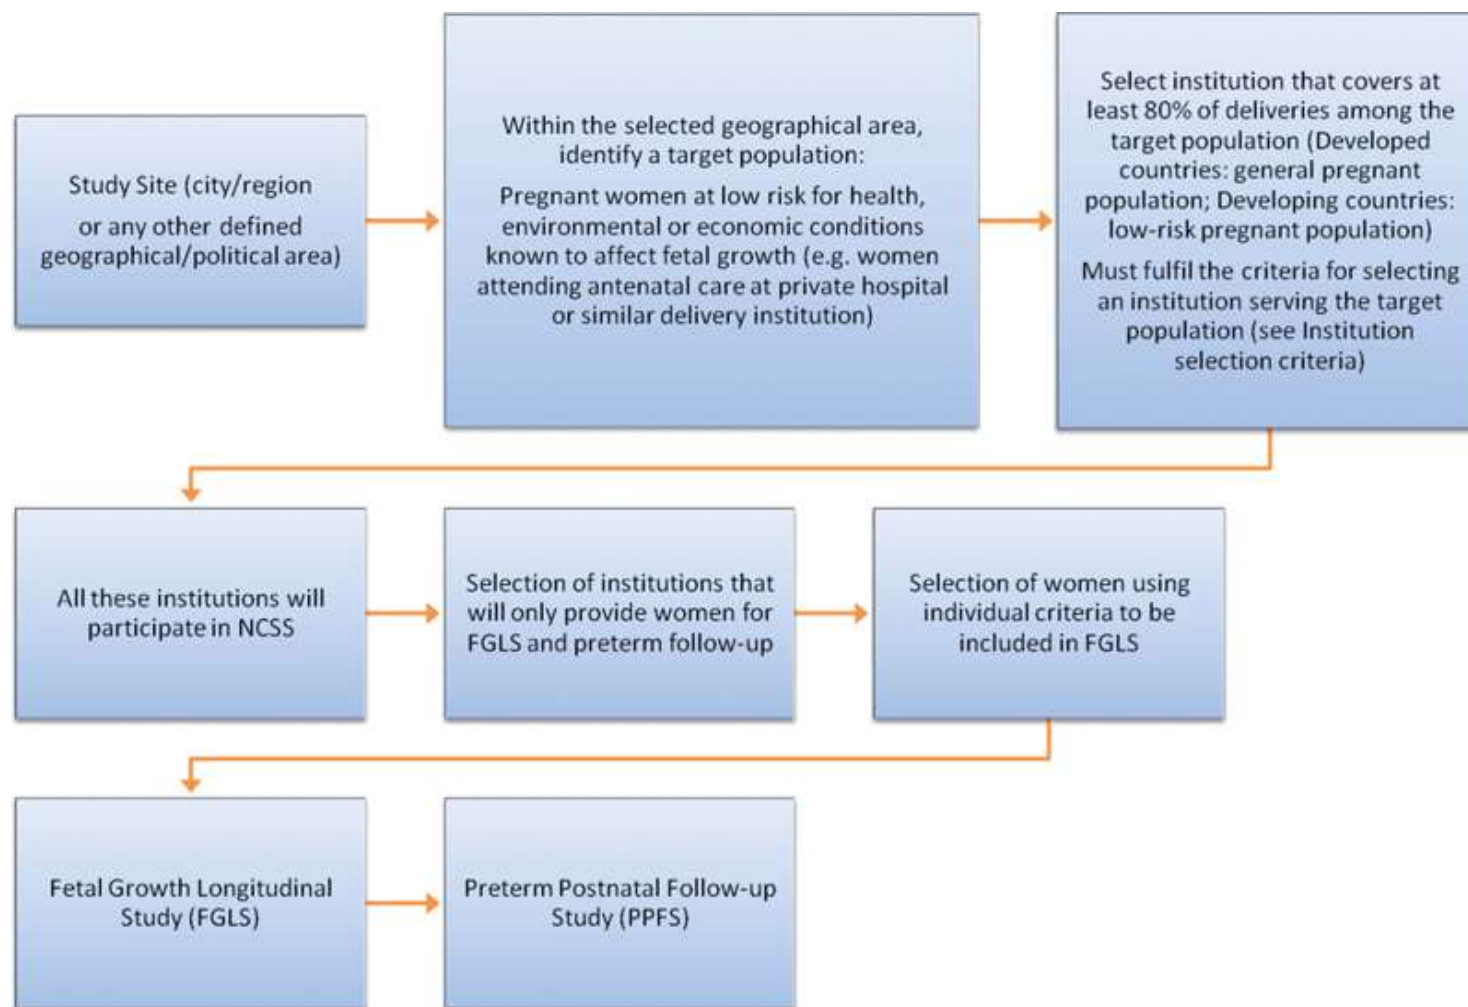 Study Site (city/region
or any other defined
geographical/political area)
Within the selected geographical area,
identify a target population:
Pregnant women at low risk for health,
environmental or economic conditions
known to affect fetal growth (e.g. women
attending antenatal care at private hospital
or similar delivery institution)
Select institution that covers at
least 80% of deliveries among the
target population (Developed
countries: general pregnant
population; Developing countries:
low-risk pregnant population)
Must fulfil the criteria for selecting
an institution serving the target
population (see Institution
selection criteria)
All these institutions will
participate in NCSS
Selection of institutions that
will only provide women for
FGLS and preterm follow-up
Selection of women using
individual criteria to be
included in FGLS
Fetal Growth Longitudinal
Study (FGLS)
Preterm Postnatal Follow-up
Study (PPFS)